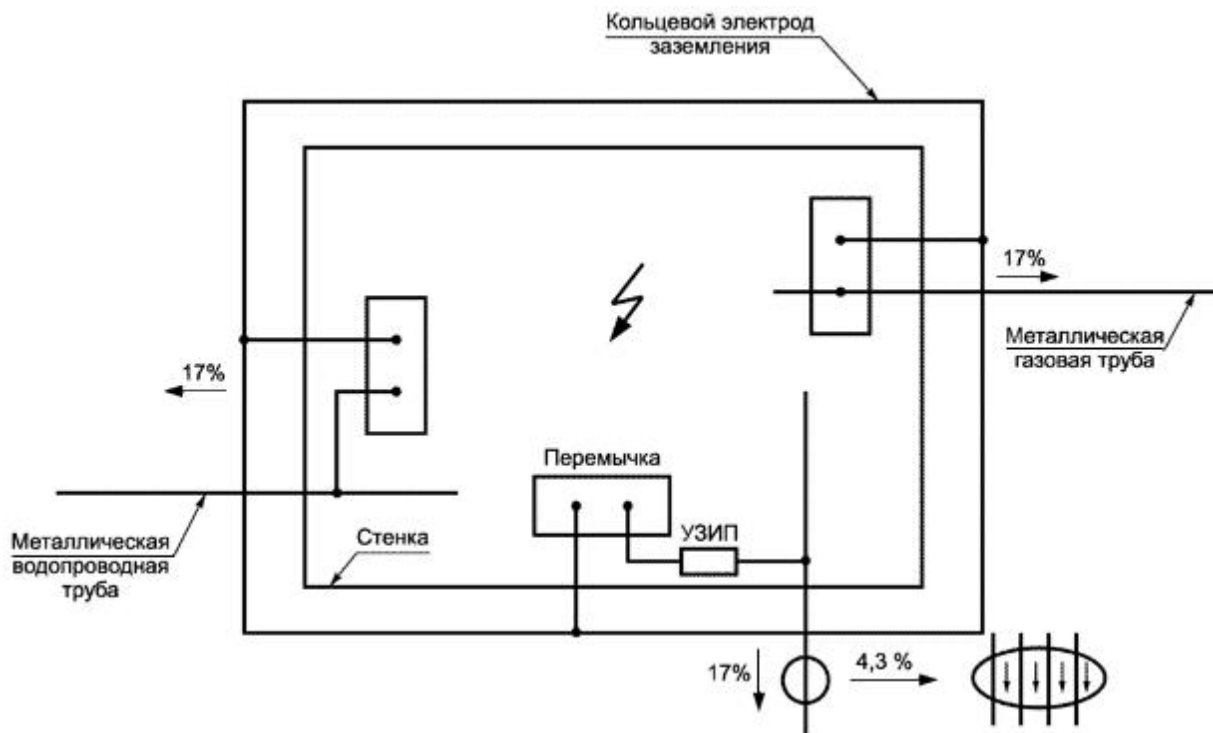 Кольцевой электрод
заземления
17%
Металлическая
газовая труба
17%
Перемычка
УЗИП
Металлическая
водопроводная
труба
Стенка
17%
4,3 %